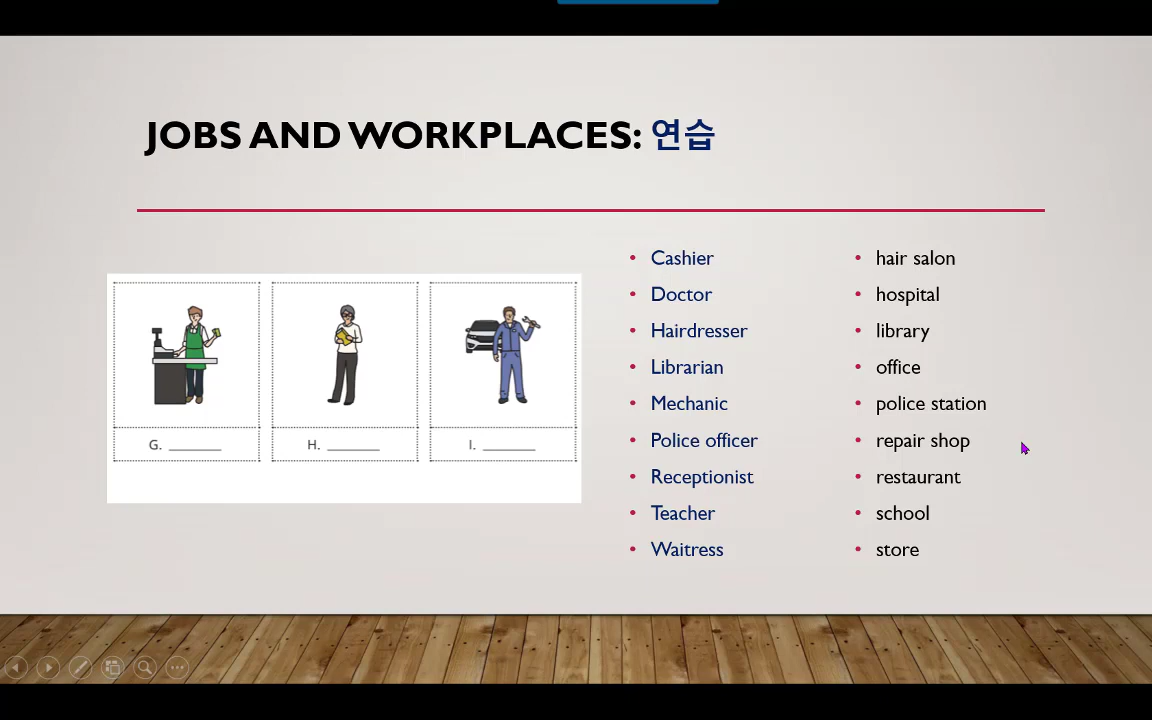 JOBS AND WORKPLACES: 연습
G. ________
H. ________
I. ________
• Cashier
• Doctor
• Hairdresser
• Librarian
• Mechanic
• Police officer
• Receptionist
• Teacher
• Waitress
• hair salon
• hospital
• library
• office
• police station
• repair shop
• restaurant
• school
• store